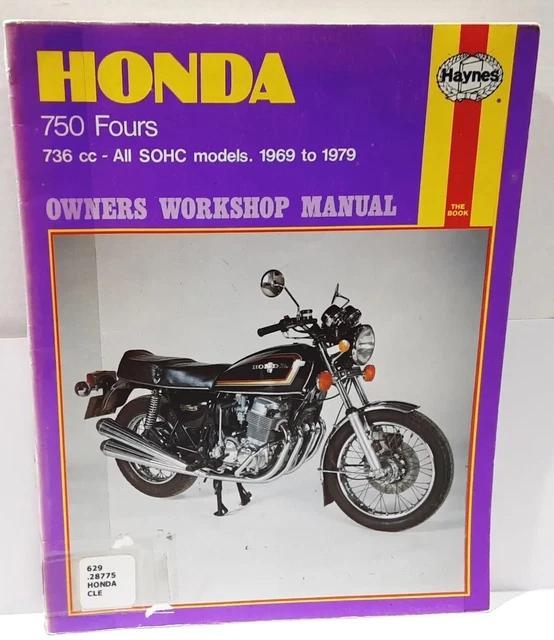 HONDA
Haynes
750 Fours
736 cc - All SOHC models. 1969 to 1979
THE
BOOK
OWNERS WORKSHOP MANUAL
HONDA
629
.28775
HONDA
CLE